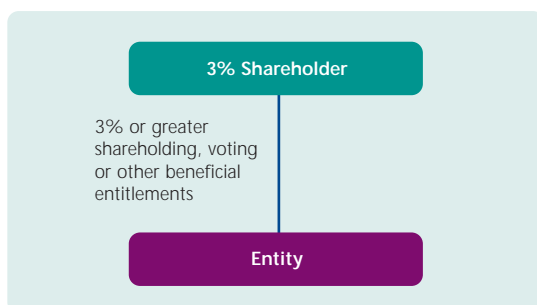 3% Shareholder
3% or greater
shareholding, voting
or other beneficial
entitlements
Entity